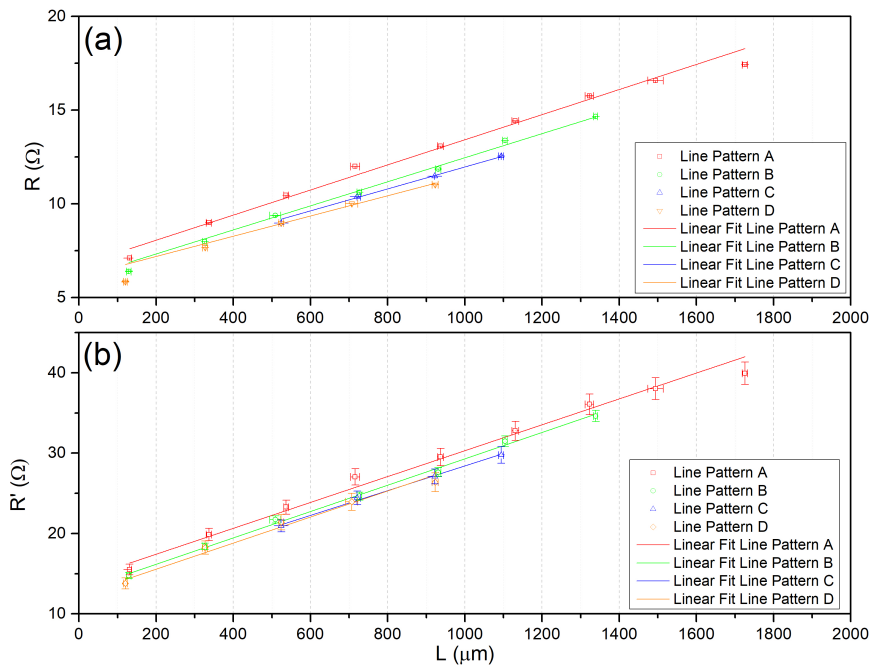 (a)
R (Ω)
20
15
10
5
Line Pattern A
Line Pattern B
Line Pattern C
Line Pattern D
Linear Fit Line Pattern A
Linear Fit Line Pattern B
Linear Fit Line Pattern C
Linear Fit Line Pattern D
0 200 400 600 800 1000 1200 1400 1600 1800 2000
(b)
R' (Ω)
40
30
20
10
Line Pattern A
Line Pattern B
Line Pattern C
Line Pattern D
Linear Fit Line Pattern A
Linear Fit Line Pattern B
Linear Fit Line Pattern C
Linear Fit Line Pattern D
0 200 400 600 800 1000 1200 1400 1600 1800 2000
L (μm)